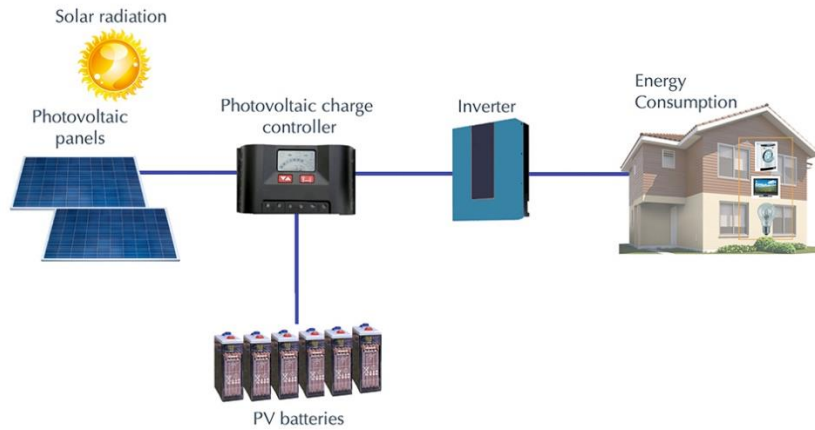 Solar radiation
Photovoltaic
panels
Photovoltaic charge
controller
Inverter
Energy
Consumption
PV batteries